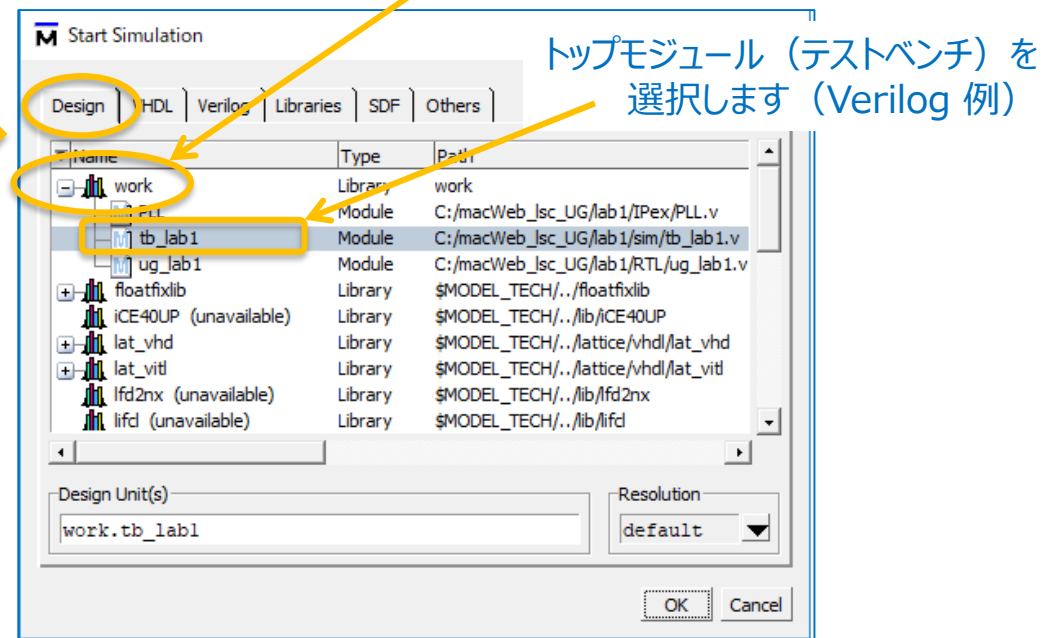 Start Simulation
トップモジュール（テストベンチ）を
選択します（Verilog 例）
Design VHDL Verilog Libraries SDF Others
Name Type Path
work Library work
PLL Module C:/macWeb_lsc_UG/lab1/IPex/PLL.v
tb_lab1 Module C:/macWeb_lsc_UG/lab1/sim/tb_lab1.v
ug_lab1 Module C:/macWeb_lsc_UG/lab1/RTL/ug_lab1.v
floatfixlib Library $MODEL_TECH/../floatfixlib
iCE40UP (unavailable) Library $MODEL_TECH/../lib/iCE40UP
lat_vhd Library $MODEL_TECH/../lattice/vhdl/lat_vhd
lat_vitl Library $MODEL_TECH/../lattice/vhdl/lat_vitl
lfd2nx (unavailable) Library $MODEL_TECH/../lib/lfd2nx
lifcl (unavailable) Library $MODEL_TECH/../lib/lifcl
Design Unit(s) Resolution
work.tb_lab1 default
OK Cancel